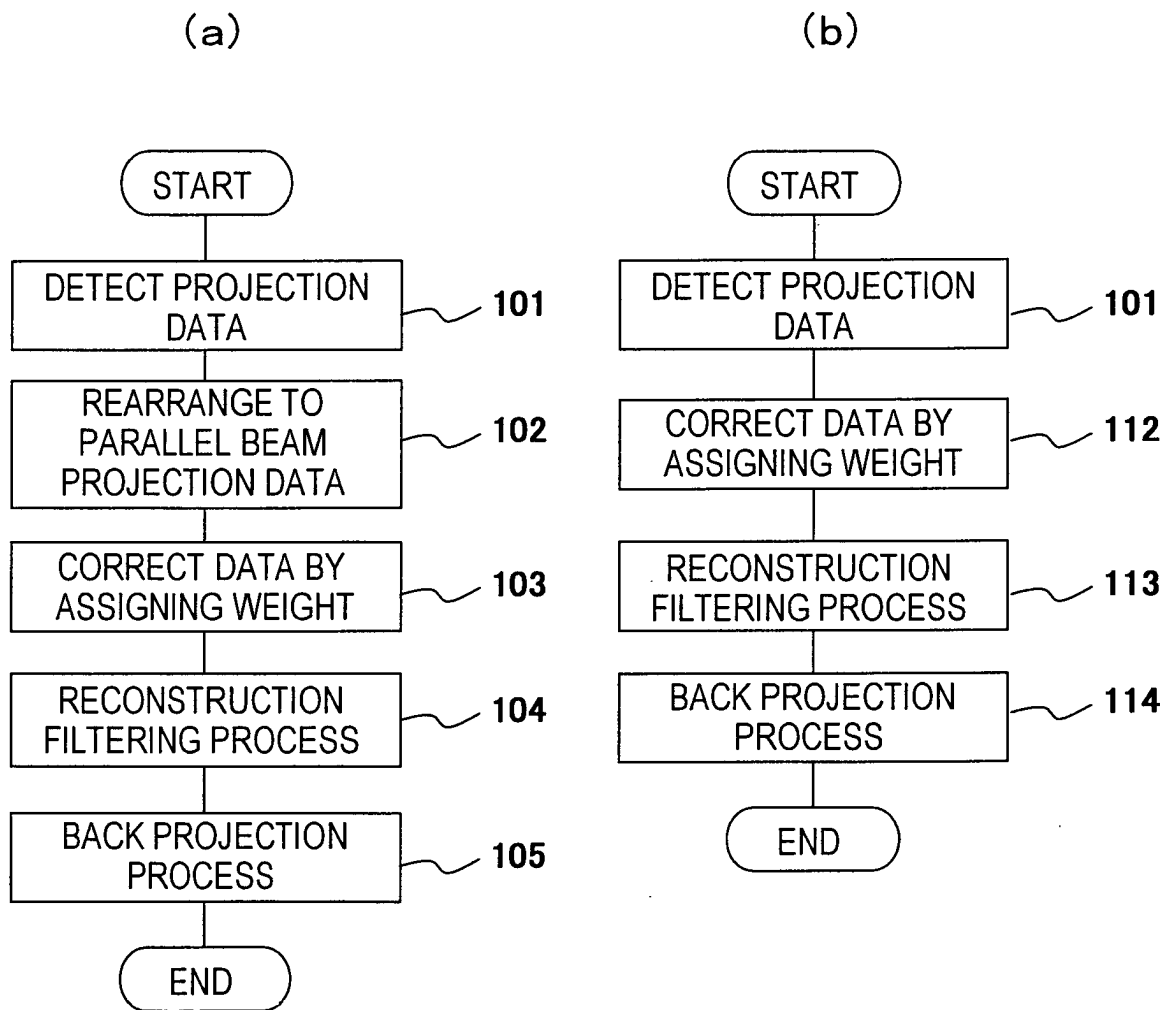 (a)
START
DETECT PROJECTION
DATA
101
REARRANGE TO
PARALLEL BEAM
PROJECTION DATA
102
CORRECT DATA BY
ASSIGNING WEIGHT
103
RECONSTRUCTION
FILTERING PROCESS
104
BACK PROJECTION
PROCESS
105
END
(b)
START
DETECT PROJECTION
DATA
101
CORRECT DATA BY
ASSIGNING WEIGHT
112
RECONSTRUCTION
FILTERING PROCESS
113
BACK PROJECTION
PROCESS
114
END